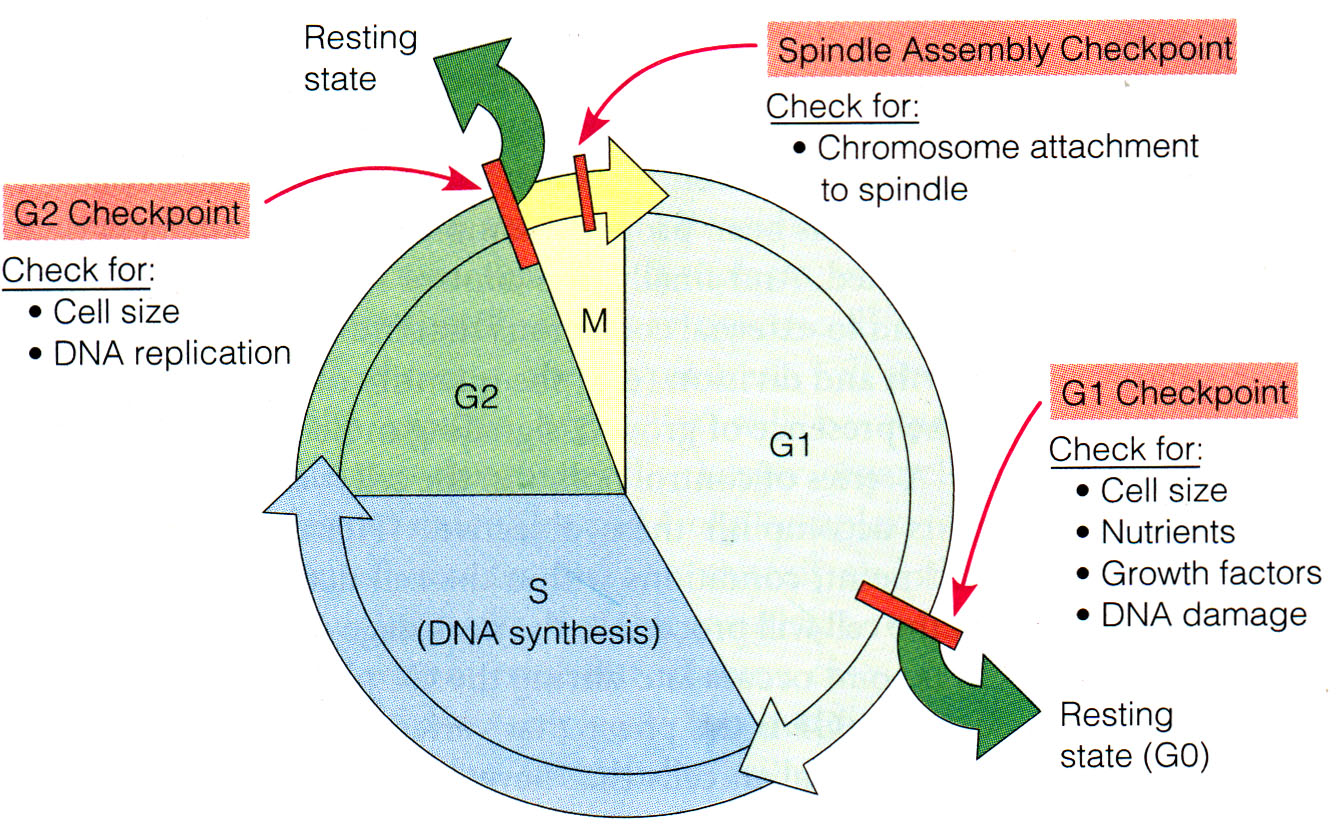 Resting
state
Spindle Assembly Checkpoint
Check for:
• Chromosome attachment
to spindle
G2 Checkpoint
Check for:
• Cell size
• DNA replication
M
G2
G1
G1 Checkpoint
Check for:
• Cell size
• Nutrients
• Growth factors
• DNA damage
S
(DNA synthesis)
Resting
state (G0)